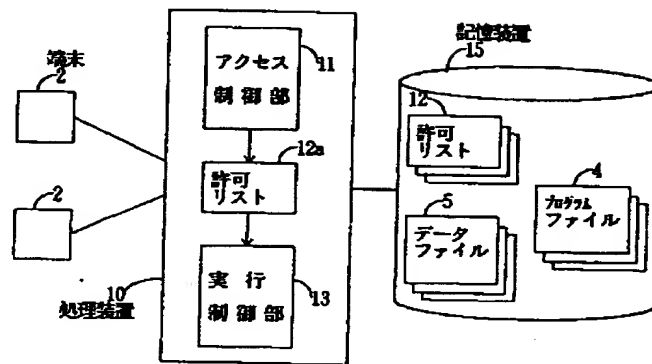 端末
2
2
アクセス
制御部
11
12a
許可
リスト
実行
制御部
13
10
処理装置
記憶装置
15
12
許可
リスト
4
プログラム
ファイル
5
データ
ファイル